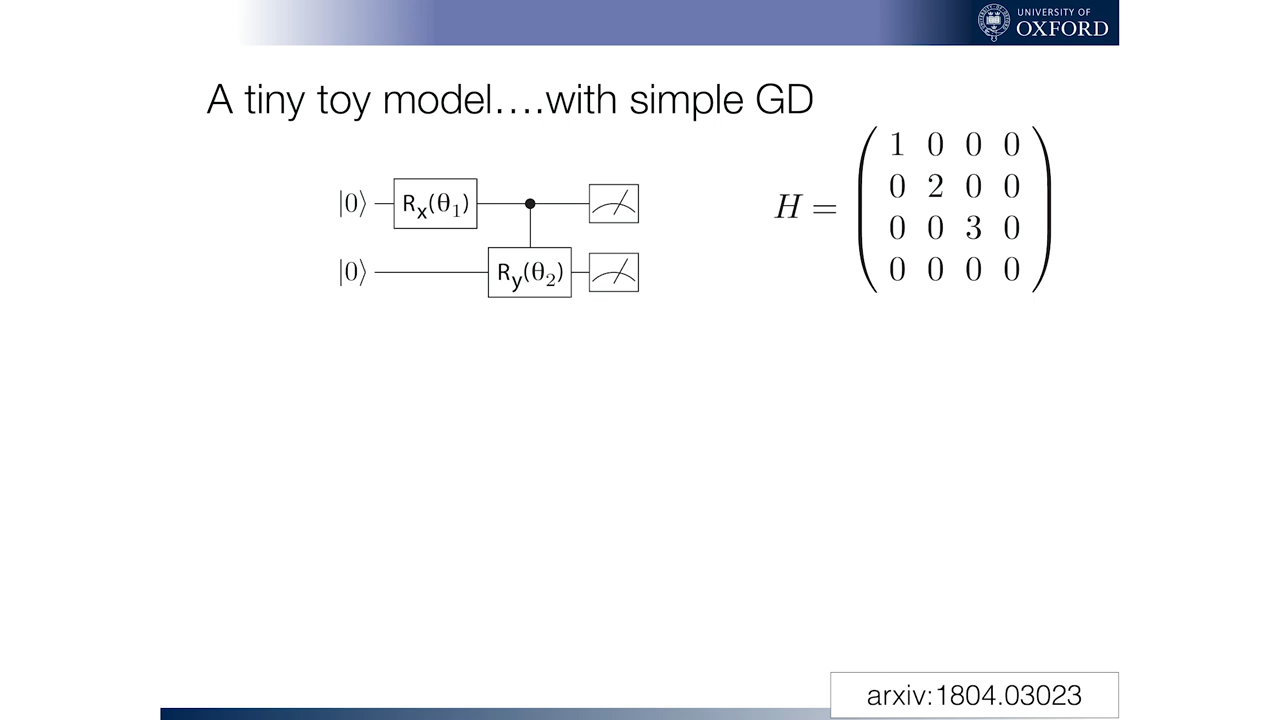 UNIVERSITY OF
OXFORD
A tiny toy model….with simple GD
|0⟩ Rx(θ1)
|0⟩ Ry(θ2)
H =
1 0 0 0
0 2 0 0
0 0 3 0
0 0 0 0
arxiv:1804.03023